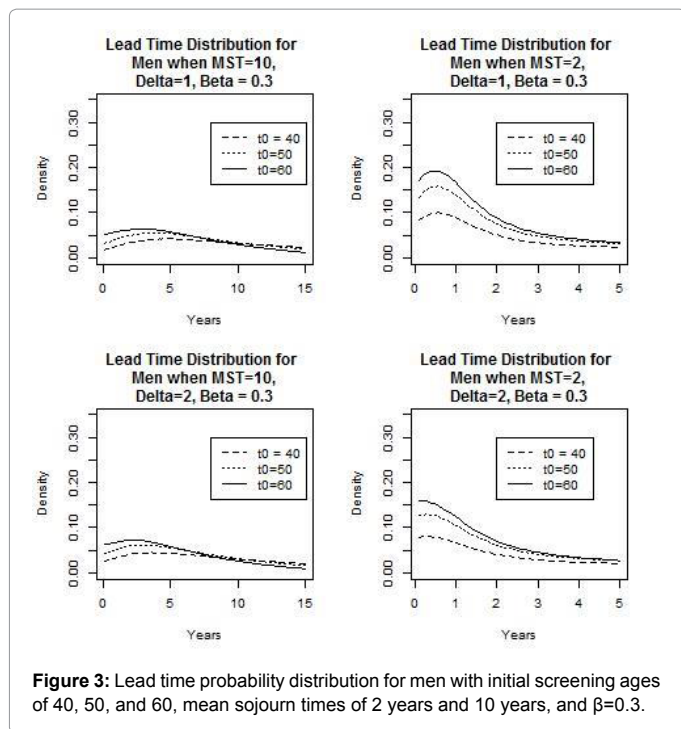 Lead Time Distribution for
Men when MST=10,
Delta=1, Beta = 0.3
Density
0.00 0.10 0.20 0.30
t0 = 40
t0=50
t0=60
0 5 10 15
Years
Lead Time Distribution for
Men when MST=2,
Delta=1, Beta = 0.3
Density
0.00 0.10 0.20 0.30
t0 = 40
t0=50
t0=60
0 1 2 3 4 5
Years
Lead Time Distribution for
Men when MST=10,
Delta=2, Beta = 0.3
Density
0.00 0.10 0.20 0.30
t0 = 40
t0=50
t0=60
0 5 10 15
Years
Lead Time Distribution for
Men when MST=2,
Delta=2, Beta = 0.3
Density
0.00 0.10 0.20 0.30
t0 = 40
t0=50
t0=60
0 1 2 3 4 5
Years
Figure 3: Lead time probability distribution for men with initial screening ages
of 40, 50, and 60, mean sojourn times of 2 years and 10 years, and β=0.3.